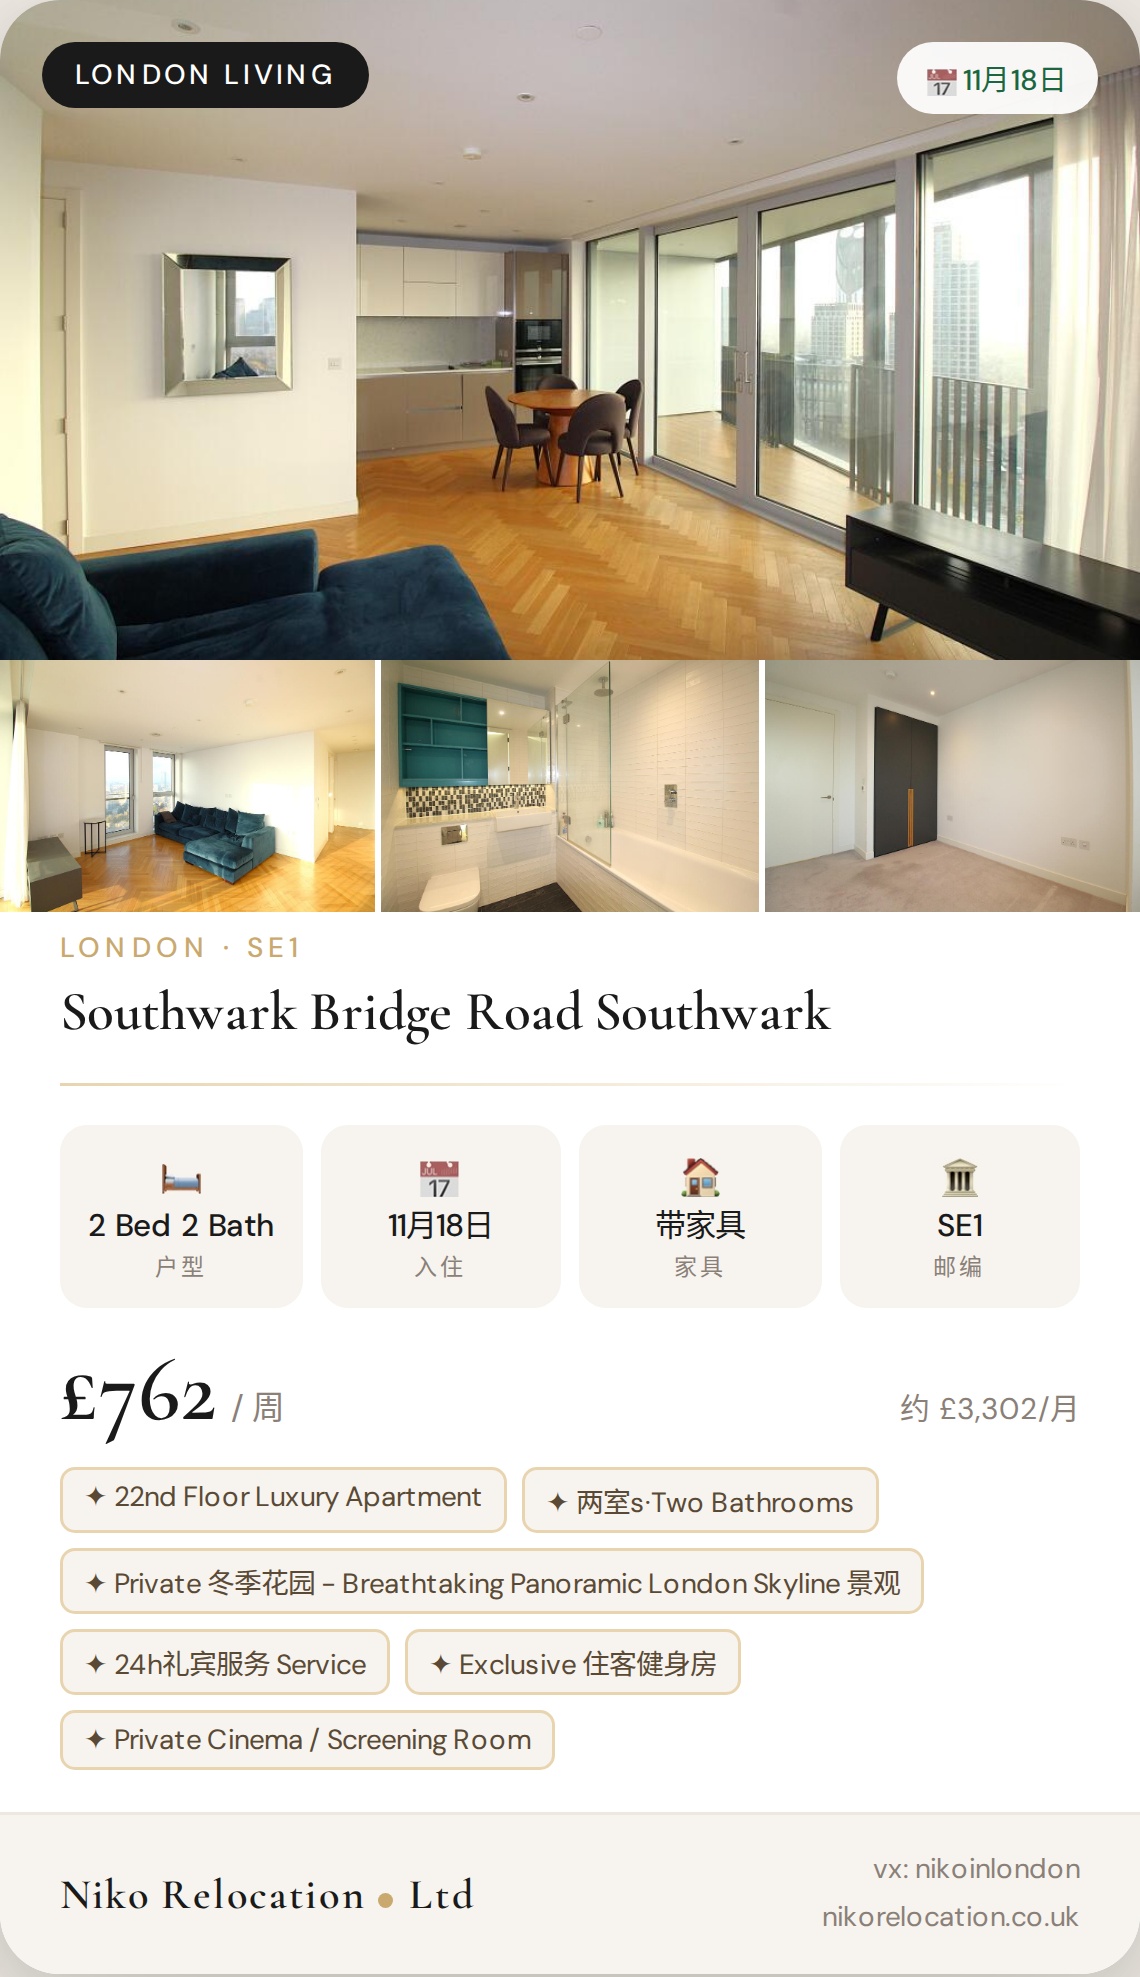 LONDON LIVING
📅 11月18日
LONDON · SE1
Southwark Bridge Road Southwark
2 Bed 2 Bath
户型
11月18日
入住
带家具
家具
SE1
邮编
£762 / 周
约 £3,302/月
✦ 22nd Floor Luxury Apartment
✦ 两室s·Two Bathrooms
✦ Private 冬季花园 – Breathtaking Panoramic London Skyline 景观
✦ 24h礼宾服务 Service
✦ Exclusive 住客健身房
✦ Private Cinema / Screening Room
Niko Relocation ● Ltd
vx: nikoinlondon
nikorelocation.co.uk